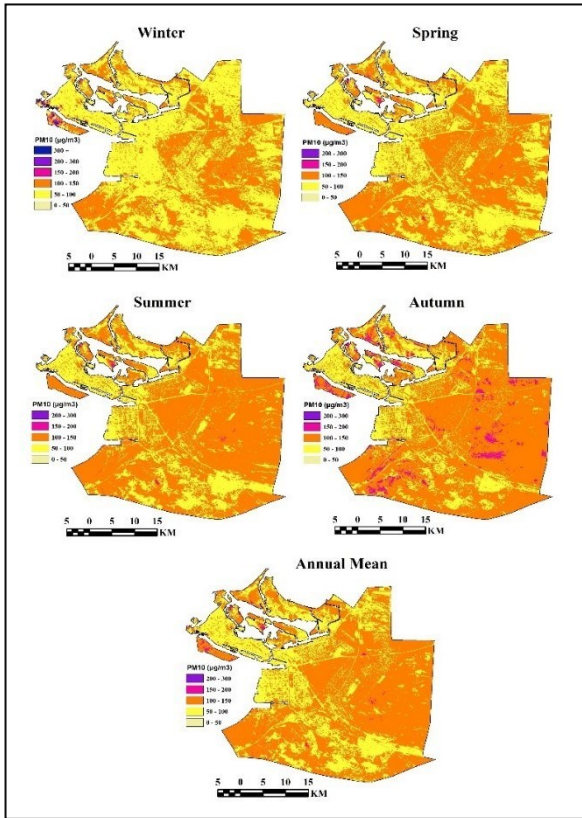 Winter
PM10 (µg/m3)
300 -
200 - 300
150 - 200
100 - 150
50 - 100
0 - 50
5 0 5 10 15
KM
Spring
PM10 (µg/m3)
200 - 300
150 - 200
100 - 150
50 - 100
0 - 50
5 0 5 10 15
KM
Summer
PM10 (µg/m3)
200 - 300
150 - 200
100 - 150
50 - 100
0 - 50
5 0 5 10 15
KM
Autumn
PM10 (µg/m3)
200 - 300
150 - 200
100 - 150
50 - 100
0 - 50
5 0 5 10 15
KM
Annual Mean
PM10 (µg/m3)
200 - 300
150 - 200
100 - 150
50 - 200
0 - 50
5 0 5 10 15
KM